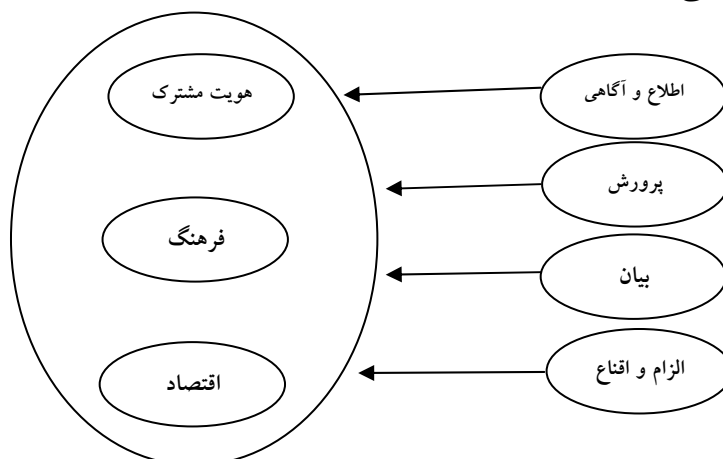 اطلاع و آگاهی
هویت مشترک
پرورش
فرهنگ
بیان
الزام و اقناع
اقتصاد